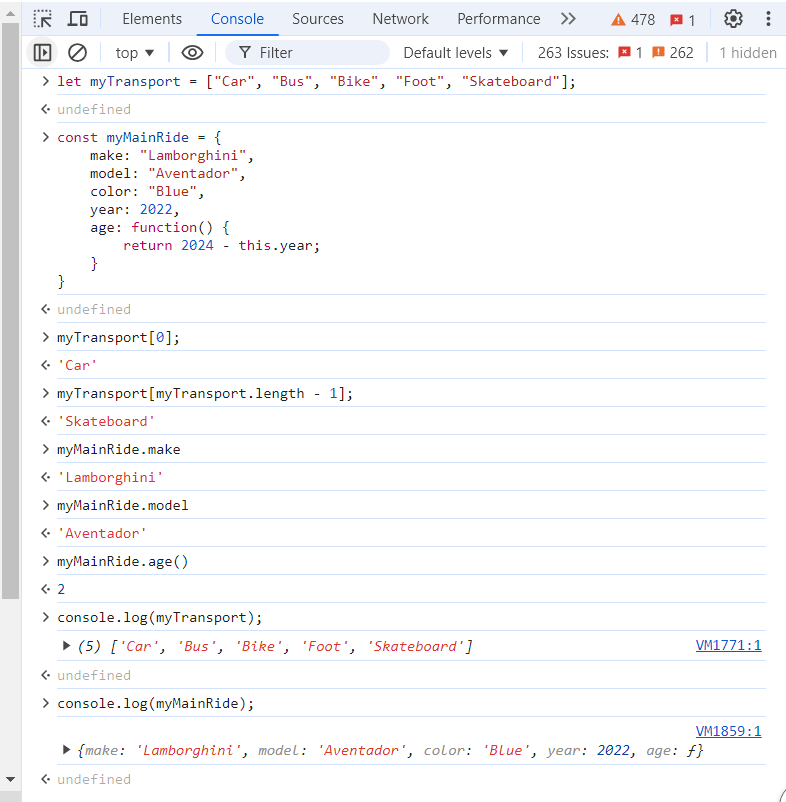 Elements Console Sources Network Performance 478 1
top Filter Default levels 263 Issues: 1 262 1 hidden
let myTransport = ["Car", "Bus", "Bike", "Foot", "Skateboard"];
undefined
const myMainRide = {
make: "Lamborghini",
model: "Aventador",
color: "Blue",
year: 2022,
age: function() {
return 2024 - this.year;
}
}
undefined
myTransport[0];
'Car'
myTransport[myTransport.length - 1];
'Skateboard'
myMainRide.make
'Lamborghini'
myMainRide.model
'Aventador'
myMainRide.age()
2
console.log(myTransport);
(5) ['Car', 'Bus', 'Bike', 'Foot', 'Skateboard'] VM1771:1
undefined
console.log(myMainRide);
VM1859:1
{make: 'Lamborghini', model: 'Aventador', color: 'Blue', year: 2022, age: ƒ}
undefined